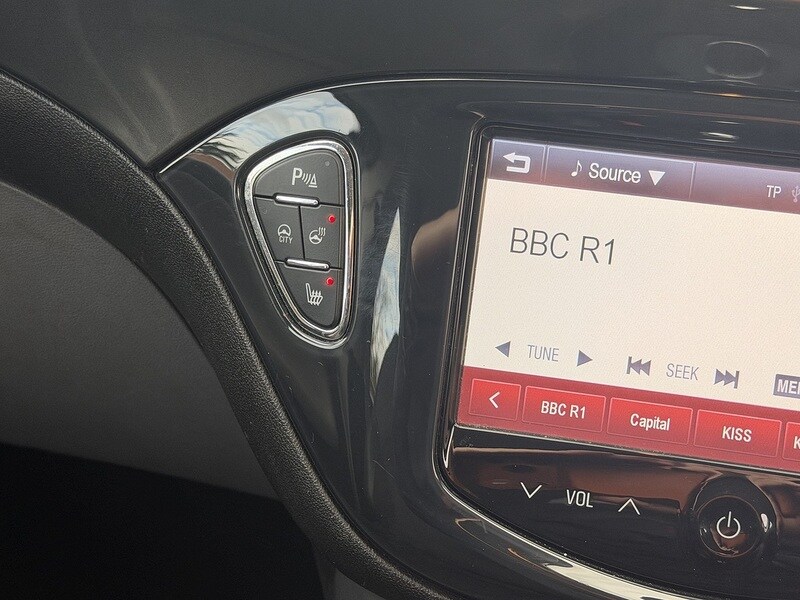 P
CITY
Source
TP
BBC R1
TUNE
SEEK
BBC R1
Capital
KISS
VOL